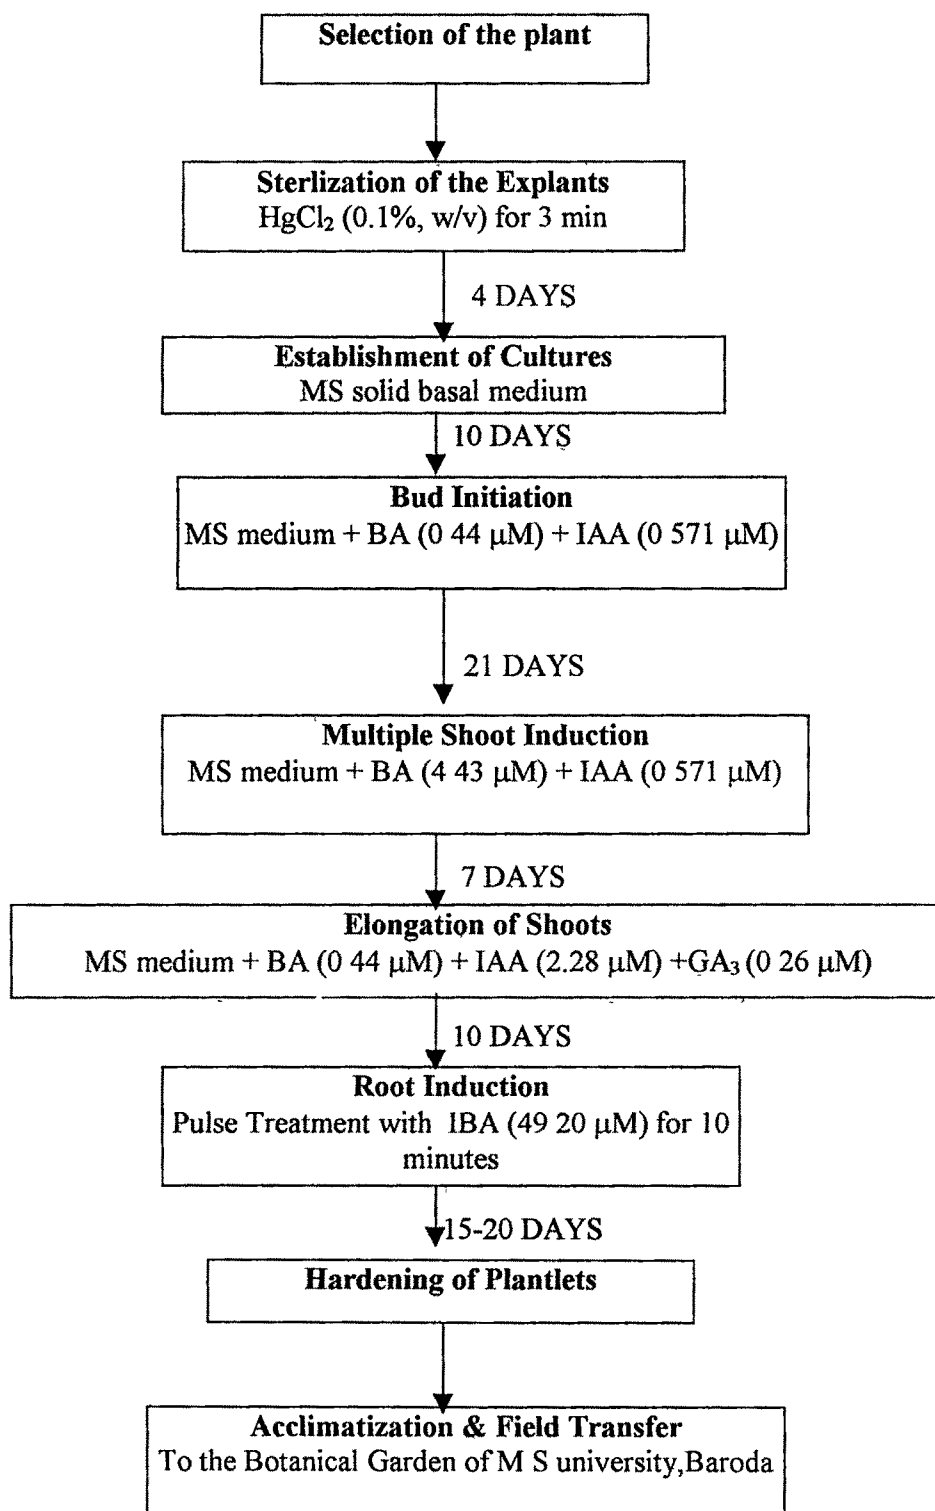 Selection of the plant
Sterlization of the Explants
HgCl₂ (0.1%, w/v) for 3 min
4 DAYS
Establishment of Cultures
MS solid basal medium
10 DAYS
Bud Initiation
MS medium + BA (0 44 μM) + IAA (0 571 μM)
21 DAYS
Multiple Shoot Induction
MS medium + BA (4 43 μM) + IAA (0 571 μM)
7 DAYS
Elongation of Shoots
MS medium + BA (0 44 μM) + IAA (2.28 μM) +GA₃ (0 26 μM)
10 DAYS
Root Induction
Pulse Treatment with IBA (49 20 μM) for 10
minutes
15-20 DAYS
Hardening of Plantlets
Acclimatization & Field Transfer
To the Botanical Garden of M S university,Baroda